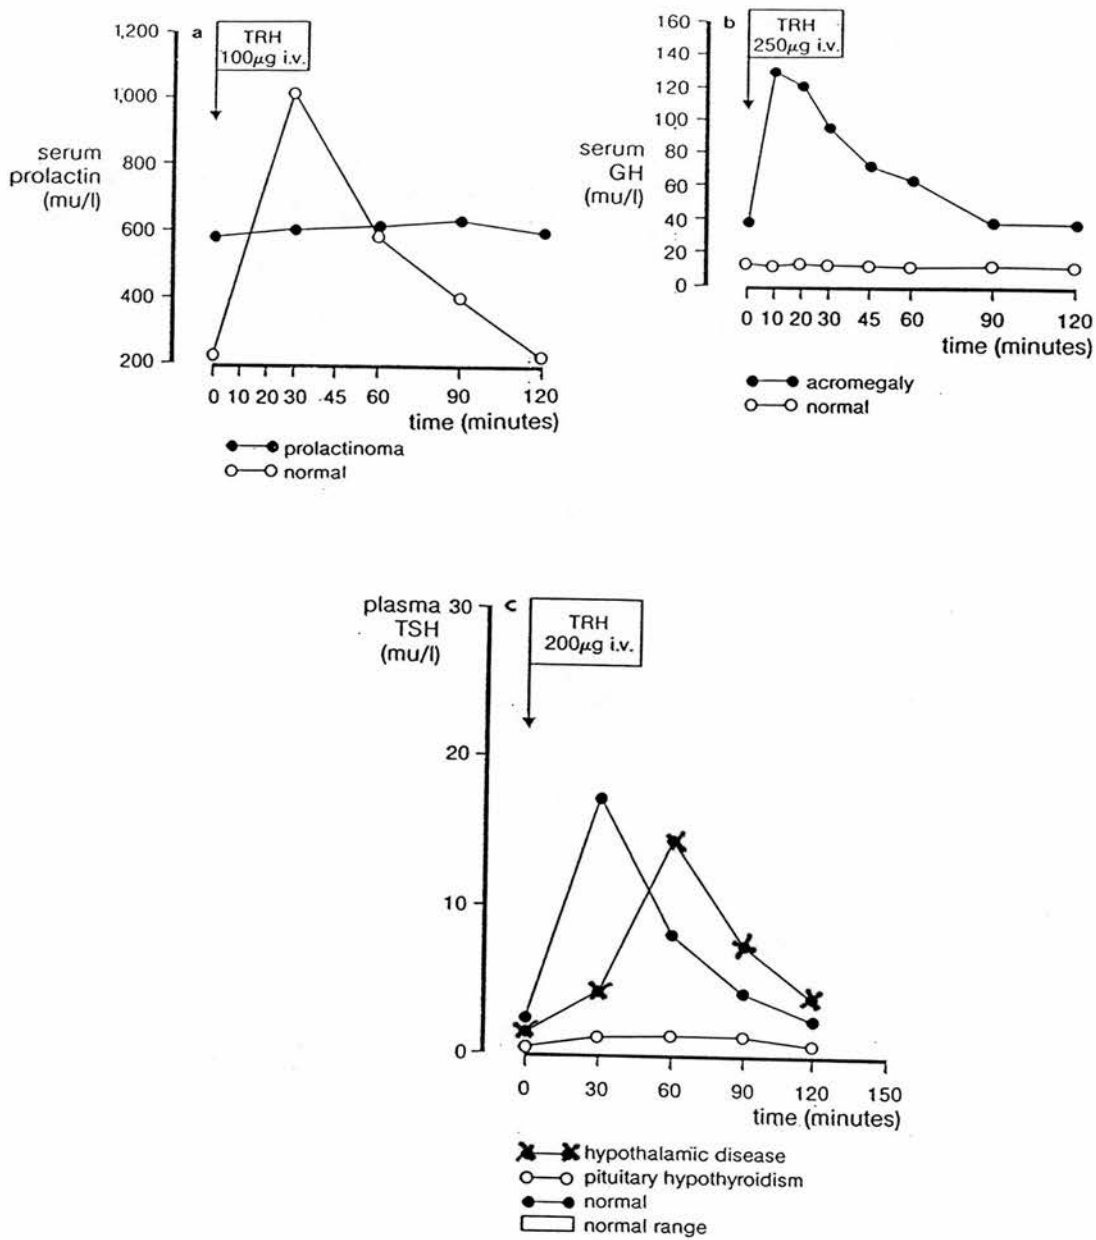 a
TRH
100µg i.v.
1,200
1,000
800
600
400
200
serum
prolactin
(mu/l)
0 10 20 30 45 60 90 120
time (minutes)
prolactinoma
normal
b
TRH
250µg i.v.
160
140
120
100
80
60
40
20
0
serum
GH
(mu/l)
0 10 20 30 45 60 90 120
time (minutes)
acromegaly
normal
c
TRH
200µg i.v.
plasma
TSH
(mu/l)
30
20
10
0
0 30 60 90 120 150
time (minutes)
hypothalamic disease
pituitary hypothyroidism
normal
normal range